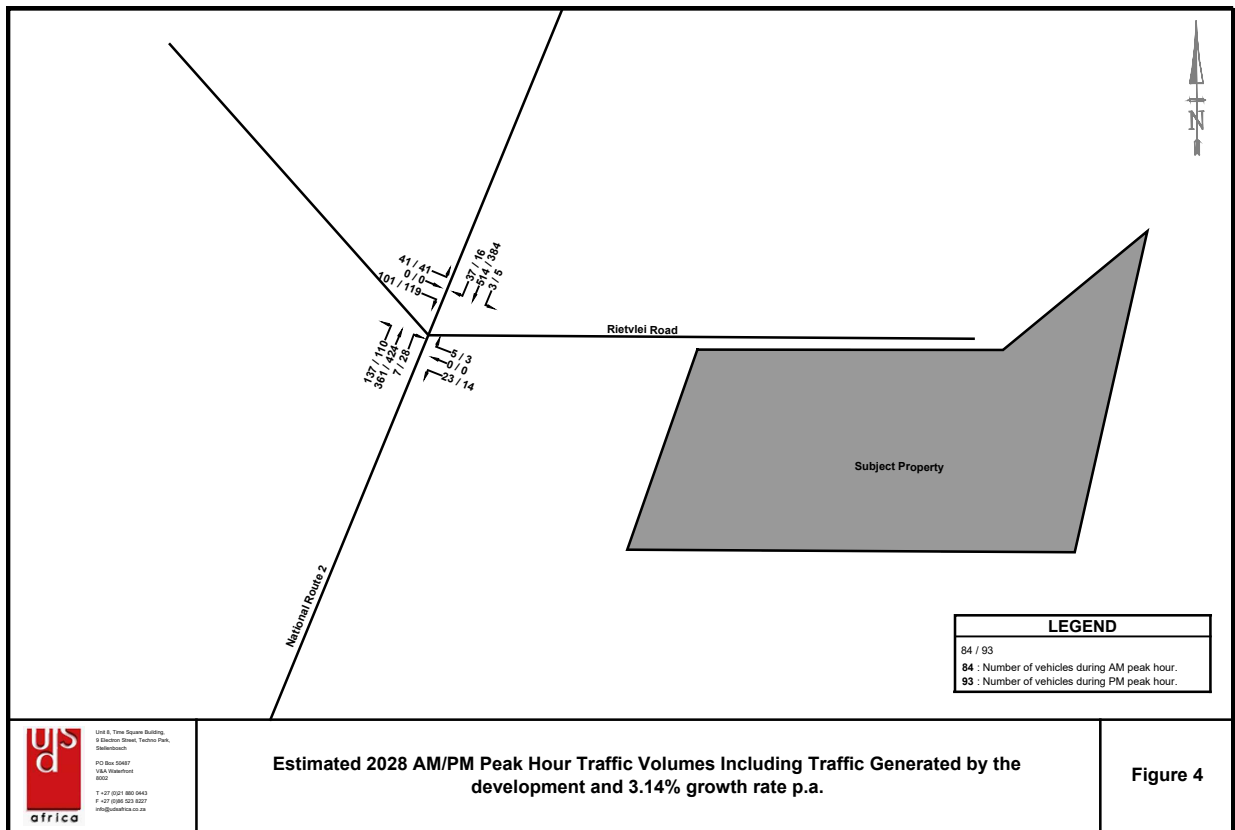 N
41 / 41
0 / 0
101 / 119
37 / 16
514 / 384
3 / 5
137 / 110
361 / 424
7 / 28
5 / 3
0 / 0
23 / 14
Rietvlei Road
Subject Property
National Route 2
LEGEND
84 / 93
84 : Number of vehicles during AM peak hour.
93 : Number of vehicles during PM peak hour.
uds
africa
Unit 8, Time Square Building,
9 Electron Street, Techno Park,
Stellenbosch
PO Box 50487
V&A Waterfront
8002
T +27 (0)21 880 0443
F +27 (0)86 523 8227
info@udsafrica.co.za
Estimated 2028 AM/PM Peak Hour Traffic Volumes Including Traffic Generated by the
development and 3.14% growth rate p.a.
Figure 4